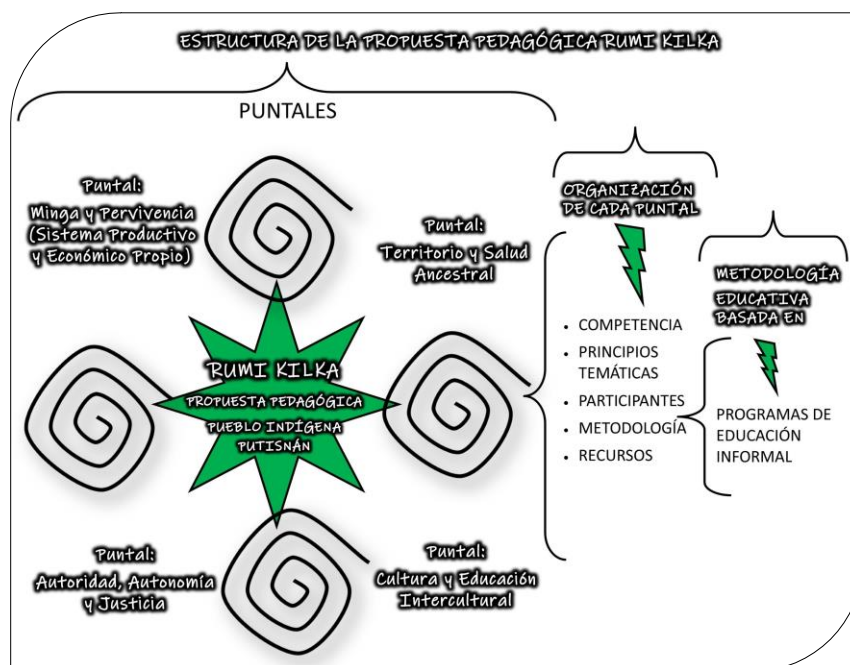 ESTRUCTURA DE LA PROPUESTA PEDAGÓGICA RUMI KILKA
PUNTALES
Puntal:
Minga y Pervivencia
(Sistema Productivo
y Económico Propio)
Puntal:
Territorio y Salud
Ancestral
RUMI KILKA
PROPUESTA PEDAGÓGICA
PUEBLO INDÍGENA
PUTISNÁN
Puntal:
Autoridad, Autonomía
y Justicia
Puntal:
Cultura y Educación
Intercultural
ORGANIZACIÓN
DE CADA PUNTAL
• COMPETENCIA
• PRINCIPIOS
TEMÁTICAS
• PARTICIPANTES
• METODOLOGÍA
• RECURSOS
METODOLOGÍA
EDUCATIVA
BASADA EN
PROGRAMAS DE
EDUCACIÓN
INFORMAL